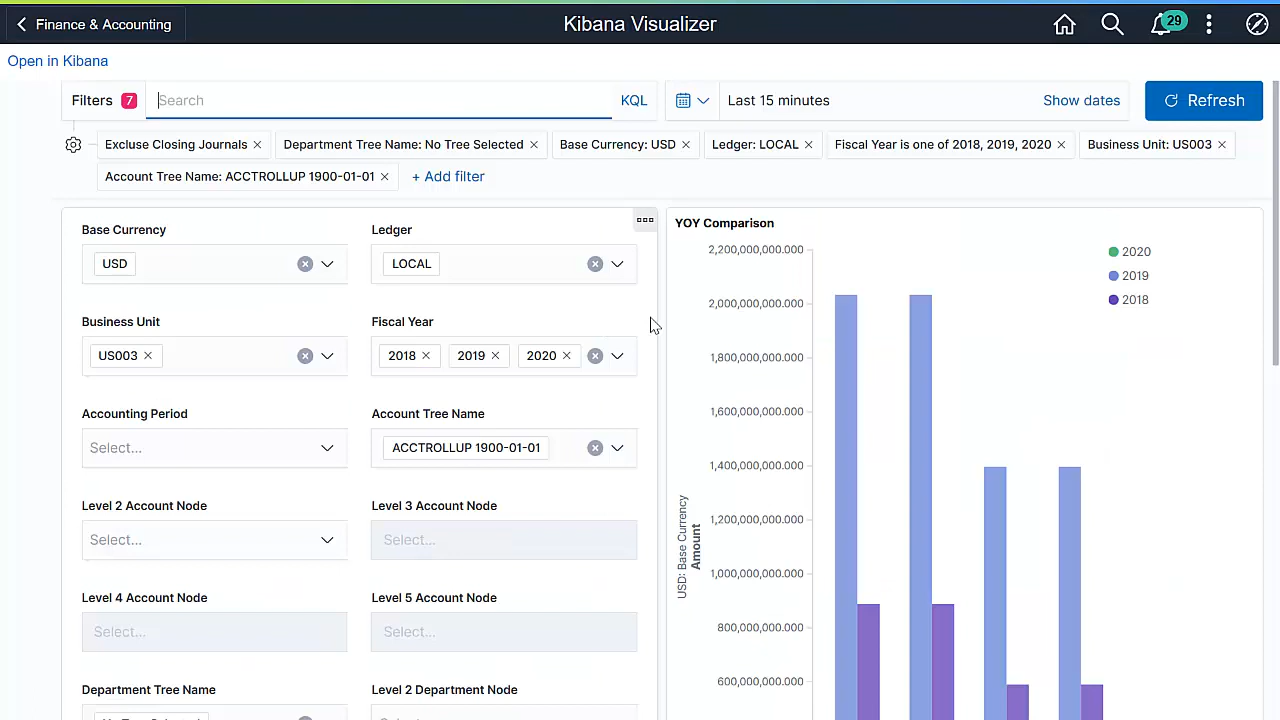 Finance & Accounting
Kibana Visualizer
29
Open in Kibana
Filters 7
Search
KQL
Last 15 minutes
Show dates
Refresh
Excluse Closing Journals
Department Tree Name: No Tree Selected
Base Currency: USD
Ledger: LOCAL
Fiscal Year is one of 2018, 2019, 2020
Business Unit: US003
Account Tree Name: ACCTROLLUP 1900-01-01
+ Add filter
Base Currency
USD
Ledger
LOCAL
Business Unit
US003
Fiscal Year
2018
2019
2020
Accounting Period
Select...
Account Tree Name
ACCTROLLUP 1900-01-01
Level 2 Account Node
Select...
Level 3 Account Node
Select...
Level 4 Account Node
Select...
Level 5 Account Node
Select...
Department Tree Name
Level 2 Department Node
YOY Comparison
2,200,000,000.000
2,000,000,000.000
1,800,000,000.000
1,600,000,000.000
1,400,000,000.000
1,200,000,000.000
1,000,000,000.000
800,000,000.000
600,000,000.000
USD: Base Currency
Amount
2020
2019
2018